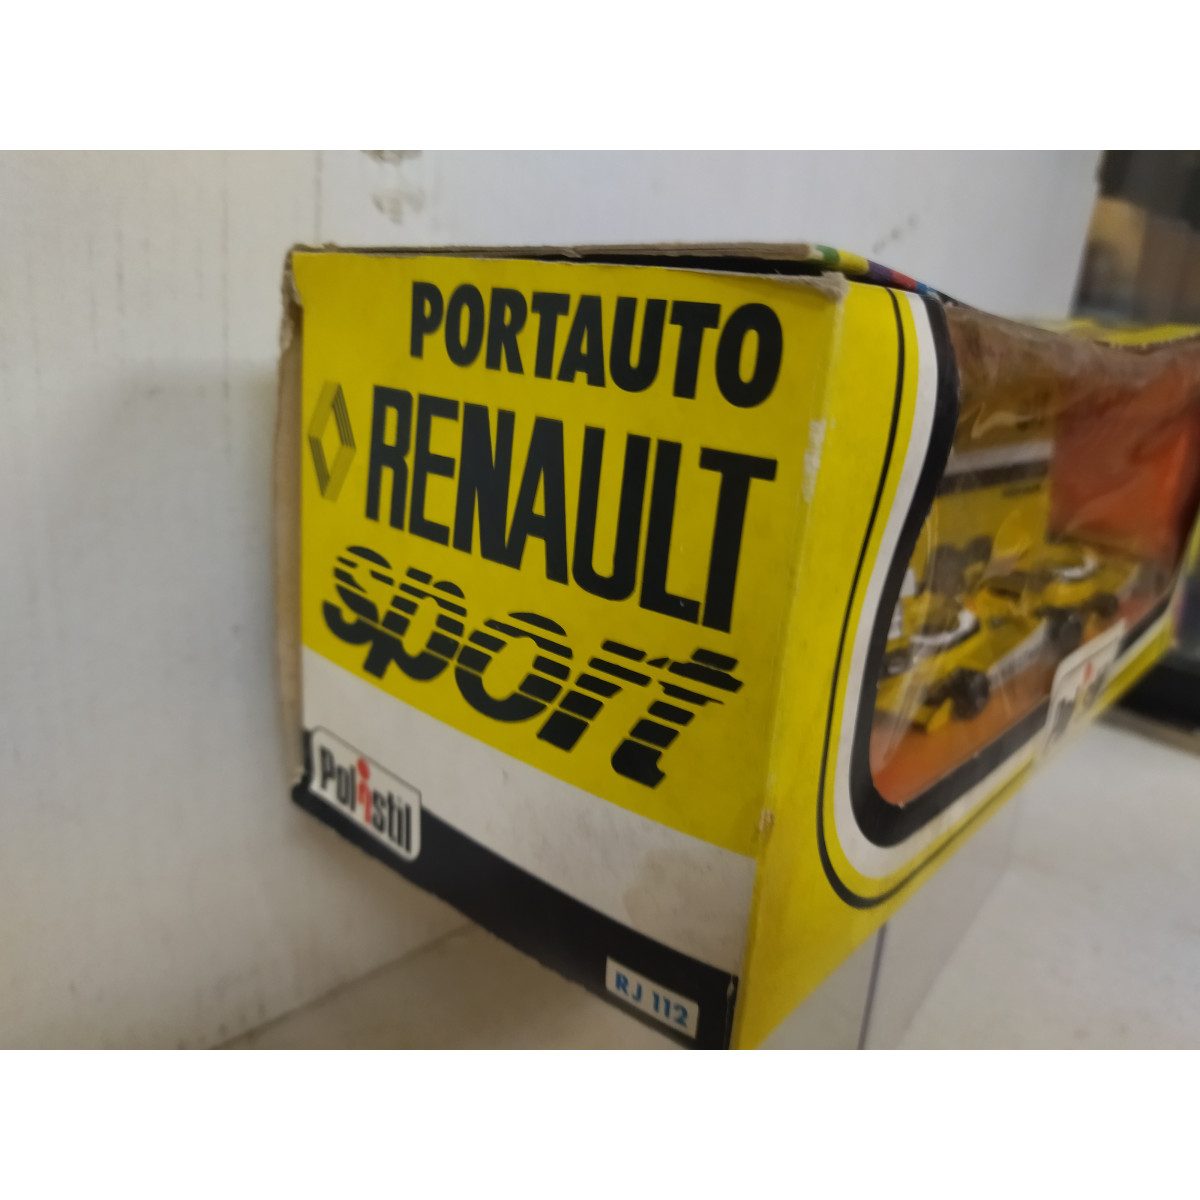 PORTAUTO
RENAULT
sport
Polistil
RJ 112